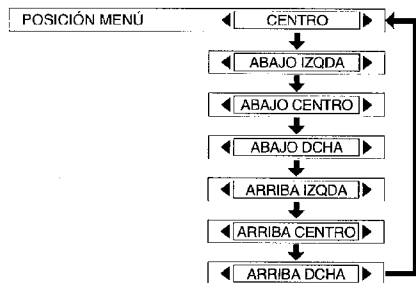 POSICIÓN MENÚ CENTRO
ABAJO IZQDA
ABAJO CENTRO
ABAJO DCHA
ARRIBA IZQDA
ARRIBA CENTRO
ARRIBA DCHA